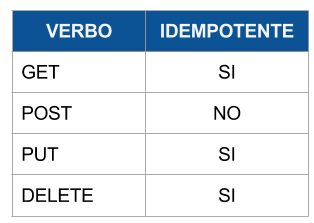 VERBO IDEMPOTENTE
GET SI
POST NO
PUT SI
DELETE SI